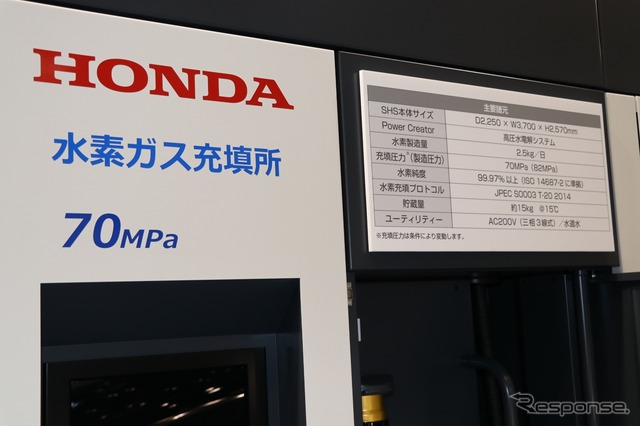 HONDA
水素ガス充填所
70MPa
主要諸元
SHS本体サイズ D2,250 × W3,700 × H2,570mm
Power Creator 高圧水電解システム
水素製造量 2.5kg／日
充填圧力*（製造圧力） 70MPa（82MPa）
水素純度 99.97%以上（ISO 14687-2に準拠）
水素充填プロトコル JPEC S0003 T-20 2014
貯蔵量 約15kg @15℃
ユーティリティー AC200V（三相3線式）／水道水
※充填圧力は条件により変動します。
Response.